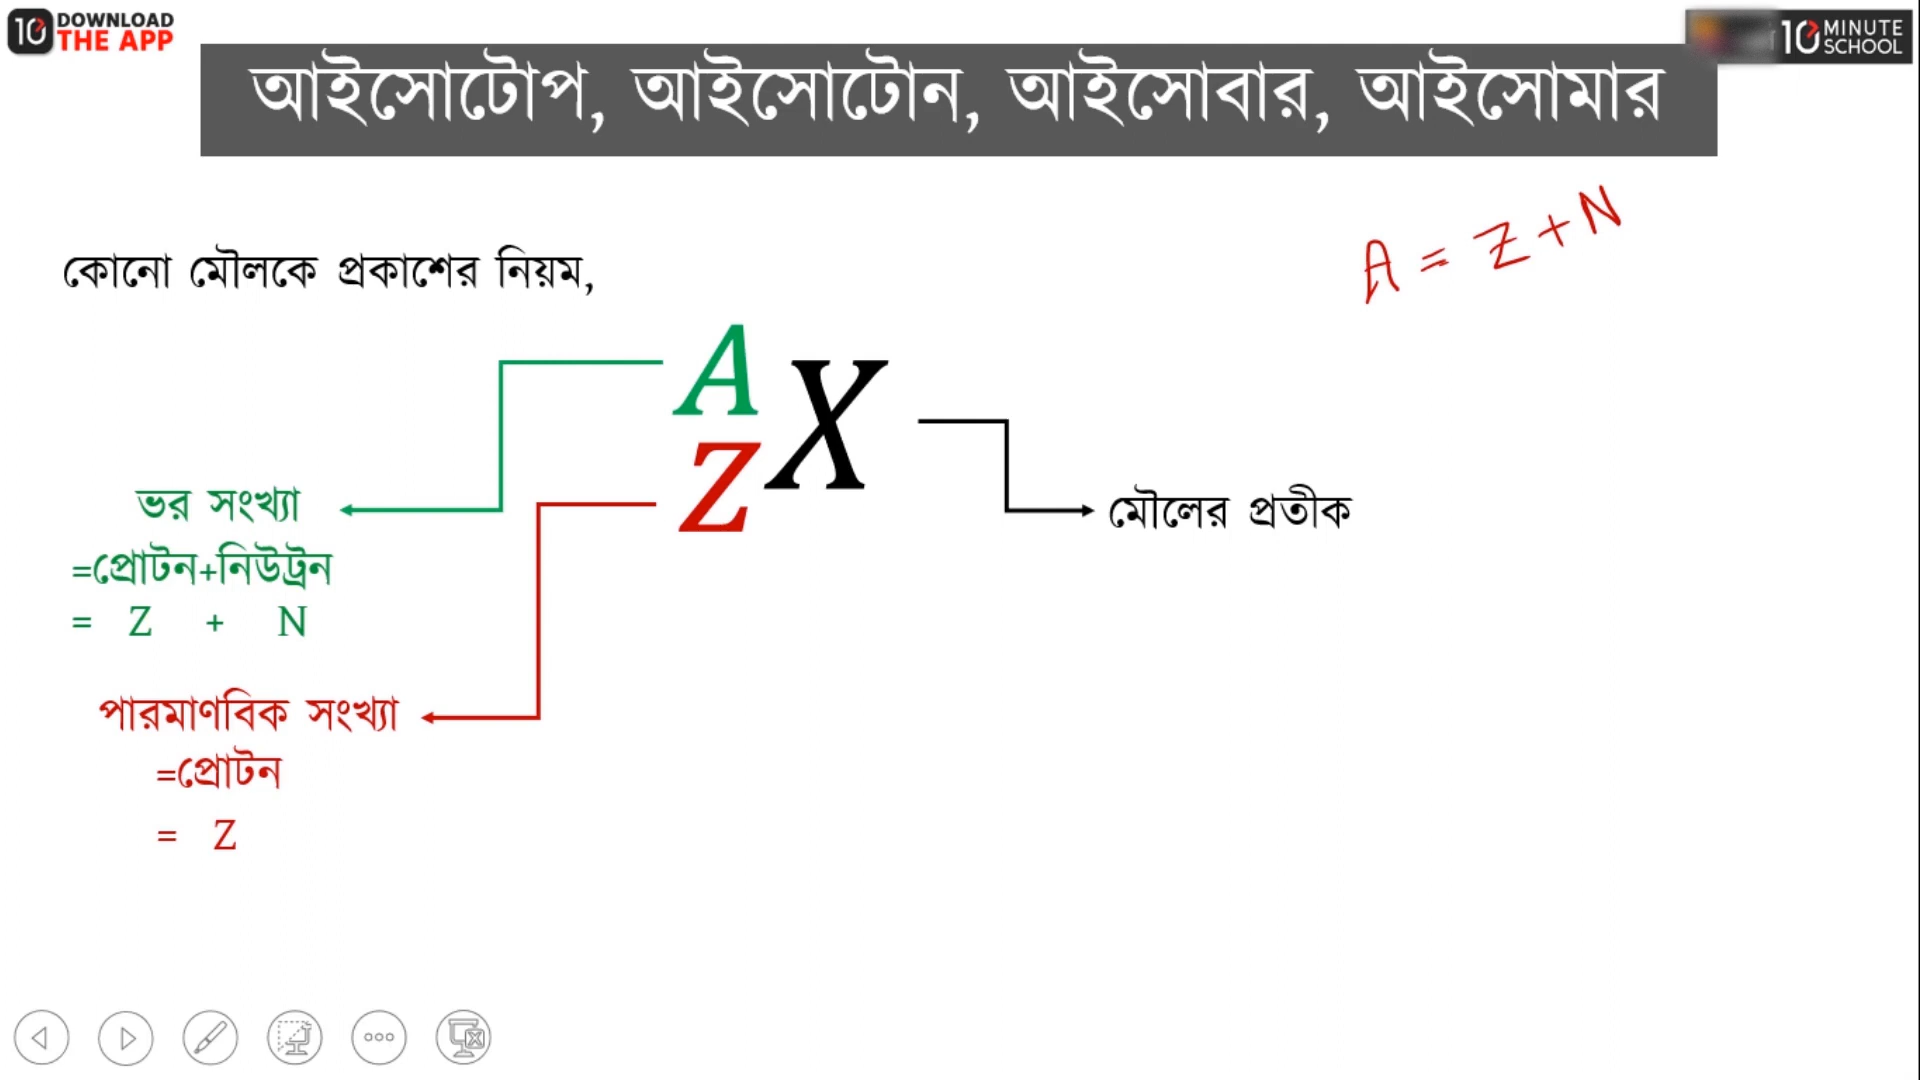 10 DOWNLOAD
THE APP
10 MINUTE
SCHOOL
আইসোটোপ, আইসোটোন, আইসোবার, আইসোমার
A = Z + N
কোনো মৌলকে প্রকাশের নিয়ম,
A
X
Z
ভর সংখ্যা
মৌলের প্রতীক
=প্রোটন+নিউট্রন
= Z + N
পারমাণবিক সংখ্যা
=প্রোটন
= Z